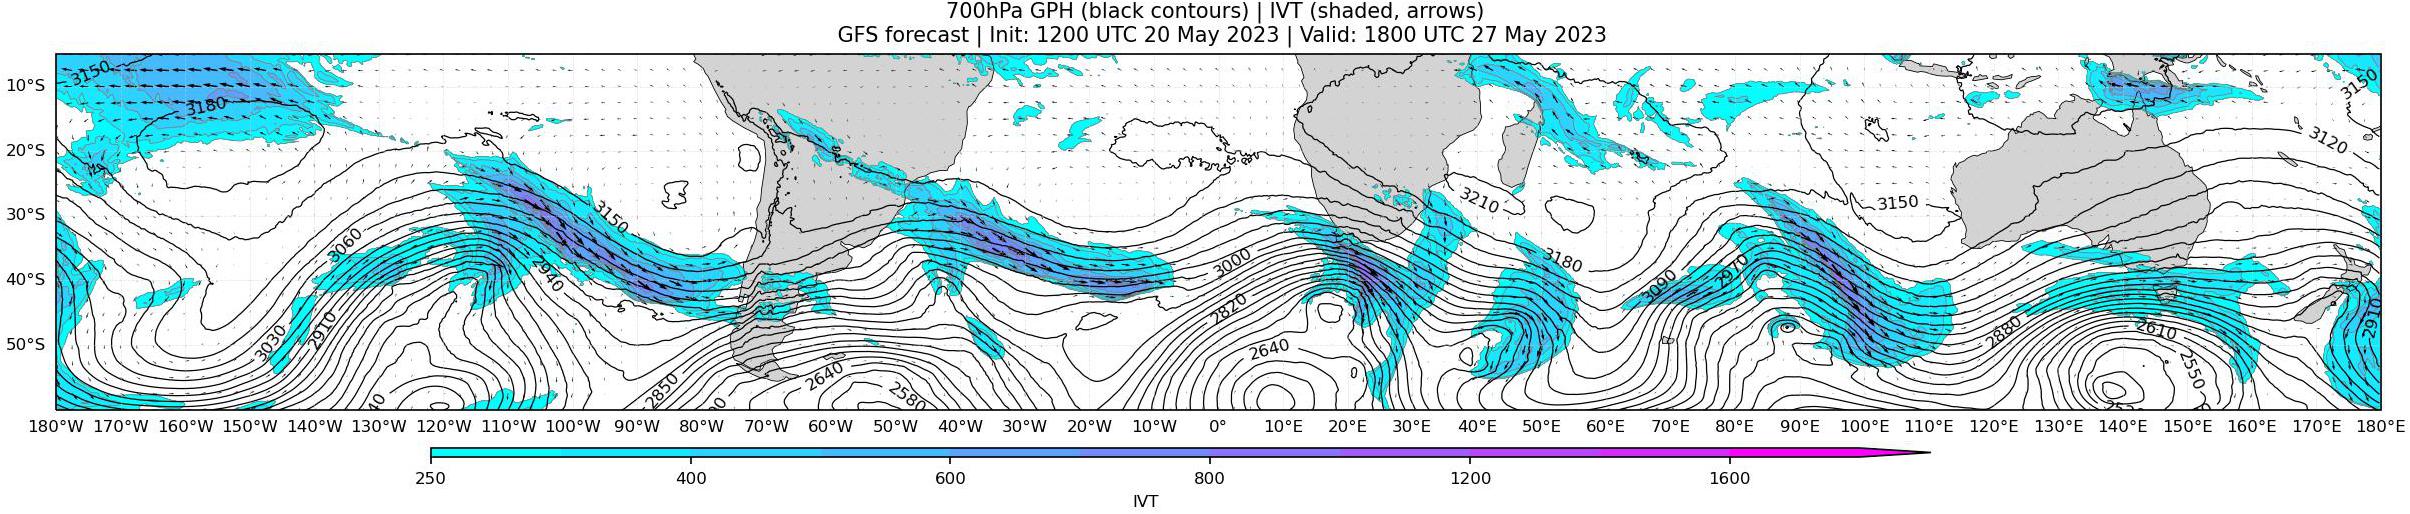 700hPa GPH (black contours) | IVT (shaded, arrows)
GFS forecast | Init: 1200 UTC 20 May 2023 | Valid: 1800 UTC 27 May 2023
10°S
20°S
30°S
40°S
50°S
3150
3180
3060
3030
2910
2940
3150
2850
2640
2580
3000
2820
2640
3210
3180
3090
2970
3150
2880
2610
2550
3120
3150
2910
180°W 170°W 160°W 150°W 140°W 130°W 120°W 110°W 100°W 90°W 80°W 70°W 60°W 50°W 40°W 30°W 20°W 10°W 0° 10°E 20°E 30°E 40°E 50°E 60°E 70°E 80°E 90°E 100°E 110°E 120°E 130°E 140°E 150°E 160°E 170°E 180°E
250 400 600 800 1200 1600
IVT